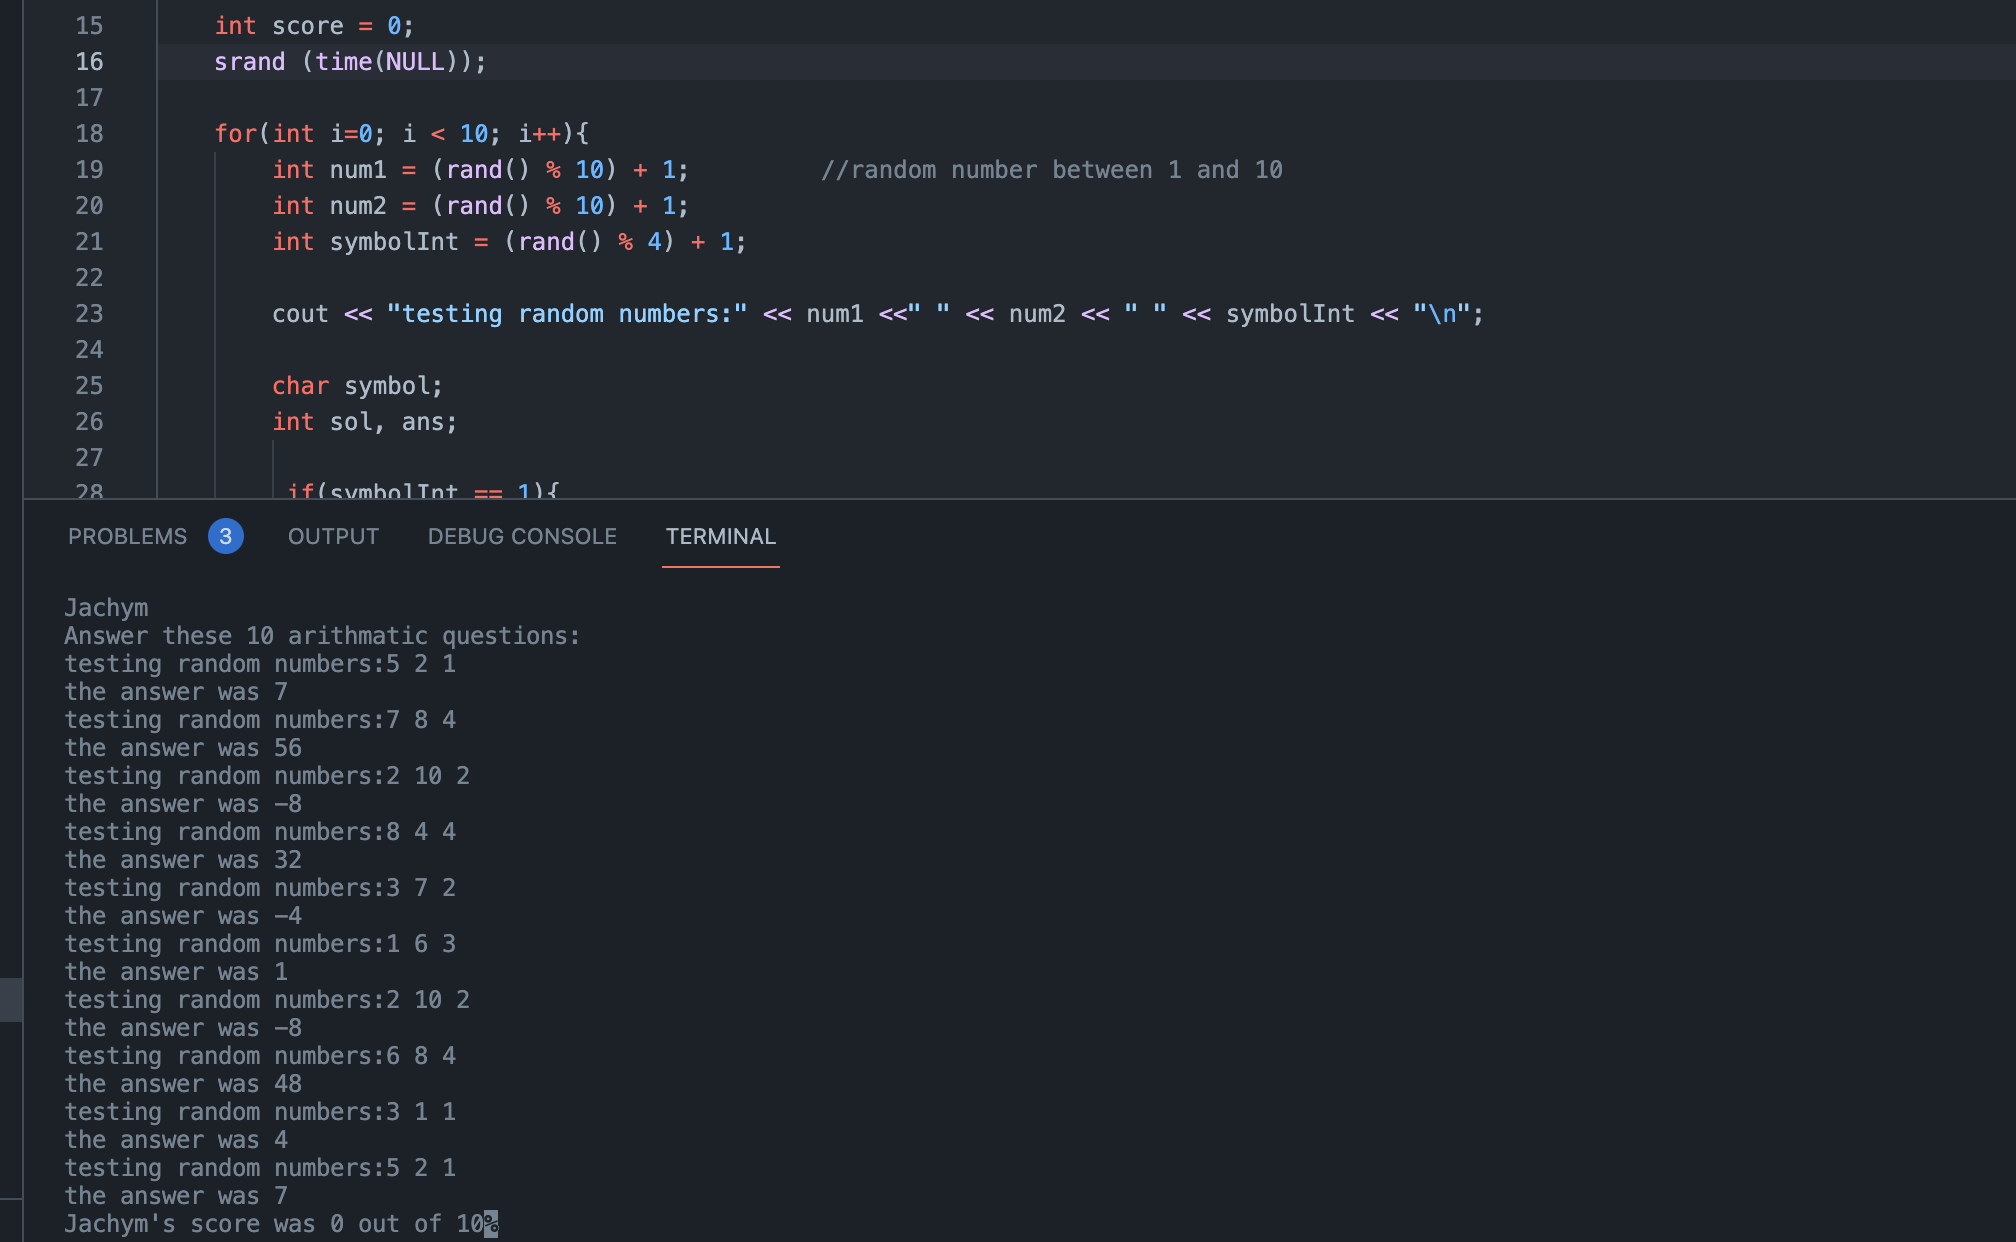 15 int score = 0;
16 srand (time(NULL));
17
18 for(int i=0; i < 10; i++){
19 int num1 = (rand() % 10) + 1; //random number between 1 and 10
20 int num2 = (rand() % 10) + 1;
21 int symbolInt = (rand() % 4) + 1;
22
23 cout << "testing random numbers:" << num1 <<" " << num2 << " " << symbolInt << "\n";
24
25 char symbol;
26 int sol, ans;
27
28 if(symbolInt == 1){
PROBLEMS 3 OUTPUT DEBUG CONSOLE TERMINAL
Jachym
Answer these 10 arithmatic questions:
testing random numbers:5 2 1
the answer was 7
testing random numbers:7 8 4
the answer was 56
testing random numbers:2 10 2
the answer was -8
testing random numbers:8 4 4
the answer was 32
testing random numbers:3 7 2
the answer was -4
testing random numbers:1 6 3
the answer was 1
testing random numbers:2 10 2
the answer was -8
testing random numbers:6 8 4
the answer was 48
testing random numbers:3 1 1
the answer was 4
testing random numbers:5 2 1
the answer was 7
Jachym's score was 0 out of 10%